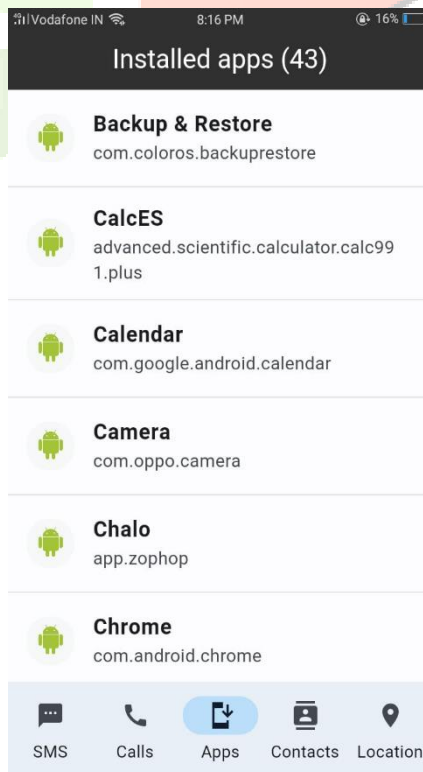 4G Vodafone IN 8:16 PM 16%
Installed apps (43)
Backup & Restore
com.coloros.backuprestore
CalcES
advanced.scientific.calculator.calc99
1.plus
Calendar
com.google.android.calendar
Camera
com.oppo.camera
Chalo
app.zophop
Chrome
com.android.chrome
SMS Calls Apps Contacts Location